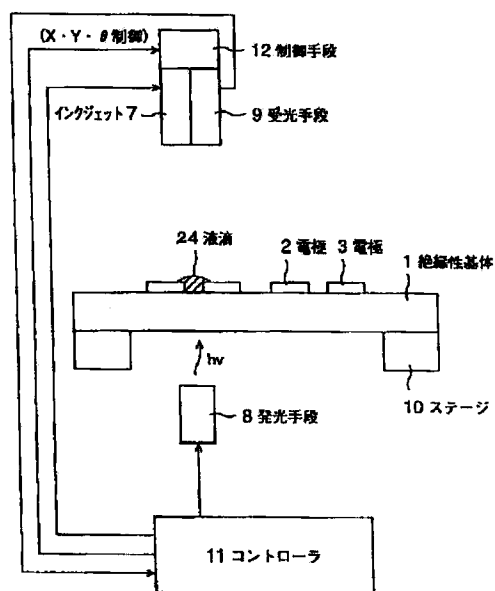 (X・Y・θ制御)
12 制御手段
インクジェット 7
9 受光手段
24 液滴
2 電極
3 電極
1 絶縁性基体
hν
10 ステージ
8 発光手段
11 コントローラ